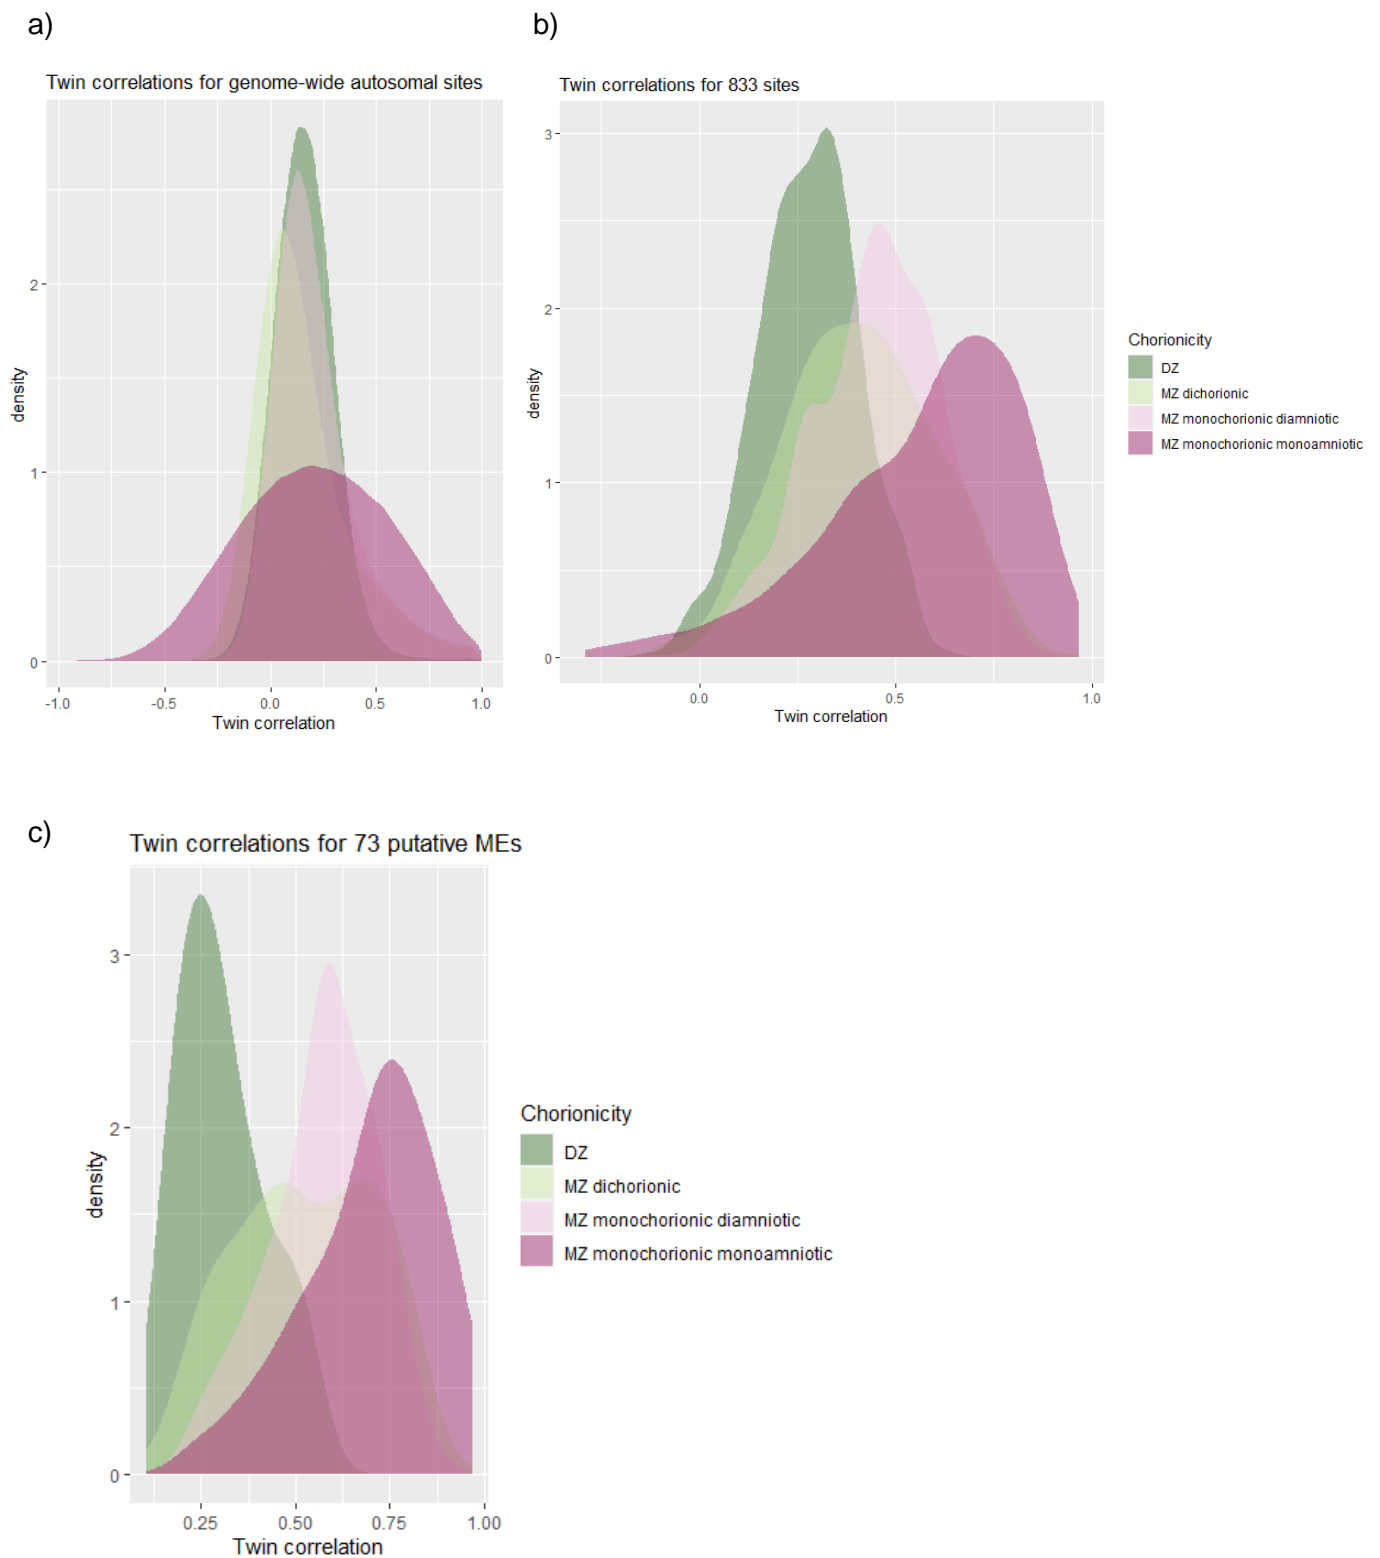 a)
b)
Twin correlations for genome-wide autosomal sites
Twin correlations for 833 sites
density
2
1
0
-1.0 -0.5 0.0 0.5 1.0
Twin correlation
density
3
2
1
0
0.0 0.5 1.0
Twin correlation
Chorionicity
DZ
MZ dichorionic
MZ monochorionic diamniotic
MZ monochorionic monoamniotic
c)
Twin correlations for 73 putative MEs
density
3
2
1
0
0.25 0.50 0.75 1.00
Twin correlation
Chorionicity
DZ
MZ dichorionic
MZ monochorionic diamniotic
MZ monochorionic monoamniotic